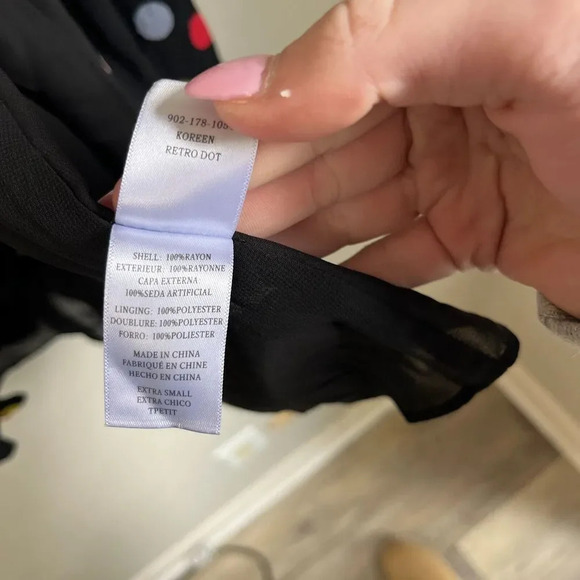 902-178-108
KOREEN
RETRO DOT
SHELL: 100%RAYON
EXTERIEUR: 100%RAYONNE
CAPA EXTERNA
100%SEDA ARTIFICIAL
LINGING: 100%POLYESTER
DOUBLURE: 100%POLYESTER
FORRO: 100%POLIESTER
MADE IN CHINA
FABRIQUÉ EN CHINE
HECHO EN CHINA
EXTRA SMALL
EXTRA CHICO
TPETIT